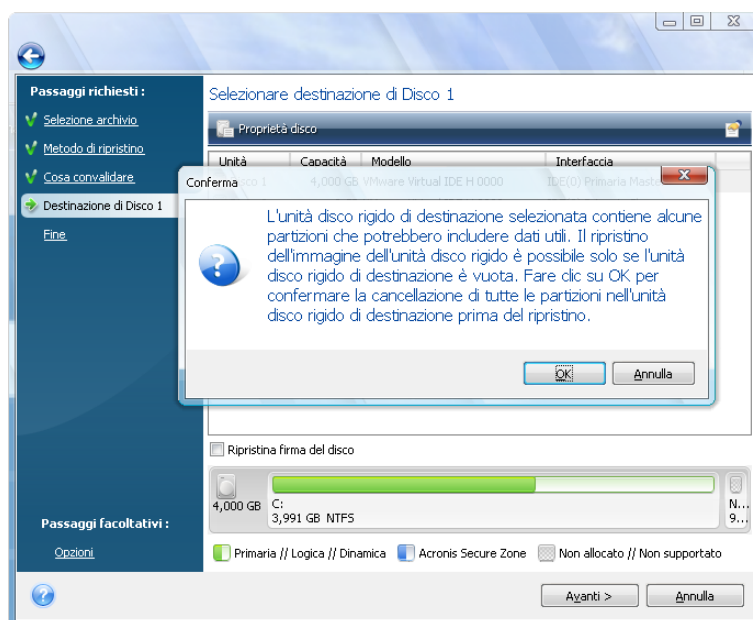 Passaggi richiesti :
Selezione archivio
Metodo di ripristino
Cosa convalidare
Destinazione di Disco 1
Fine
Selezionare destinazione di Disco 1
Proprietà disco
Unità Capacità Modello Interfaccia
Disco 1 4,000 GB VMware Virtual IDE H 0000 IDE(0) Primaria Master
Conferma
L'unità disco rigido di destinazione selezionata contiene alcune
partizioni che potrebbero includere dati utili. Il ripristino
dell'immagine dell'unità disco rigido è possibile solo se l'unità
disco rigido di destinazione è vuota. Fare clic su OK per
confermare la cancellazione di tutte le partizioni nell'unità
disco rigido di destinazione prima del ripristino.
OK Annulla
Ripristina firma del disco
4,000 GB
C:
3,991 GB NTFS
N...
9...
Primaria // Logica // Dinamica Acronis Secure Zone Non allocato // Non supportato
Passaggi facoltativi :
Opzioni
Avanti > Annulla